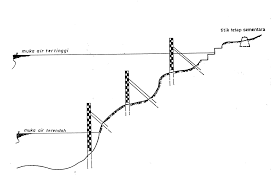 titik tetap sementara
muka air tertinggi
muka air terendah